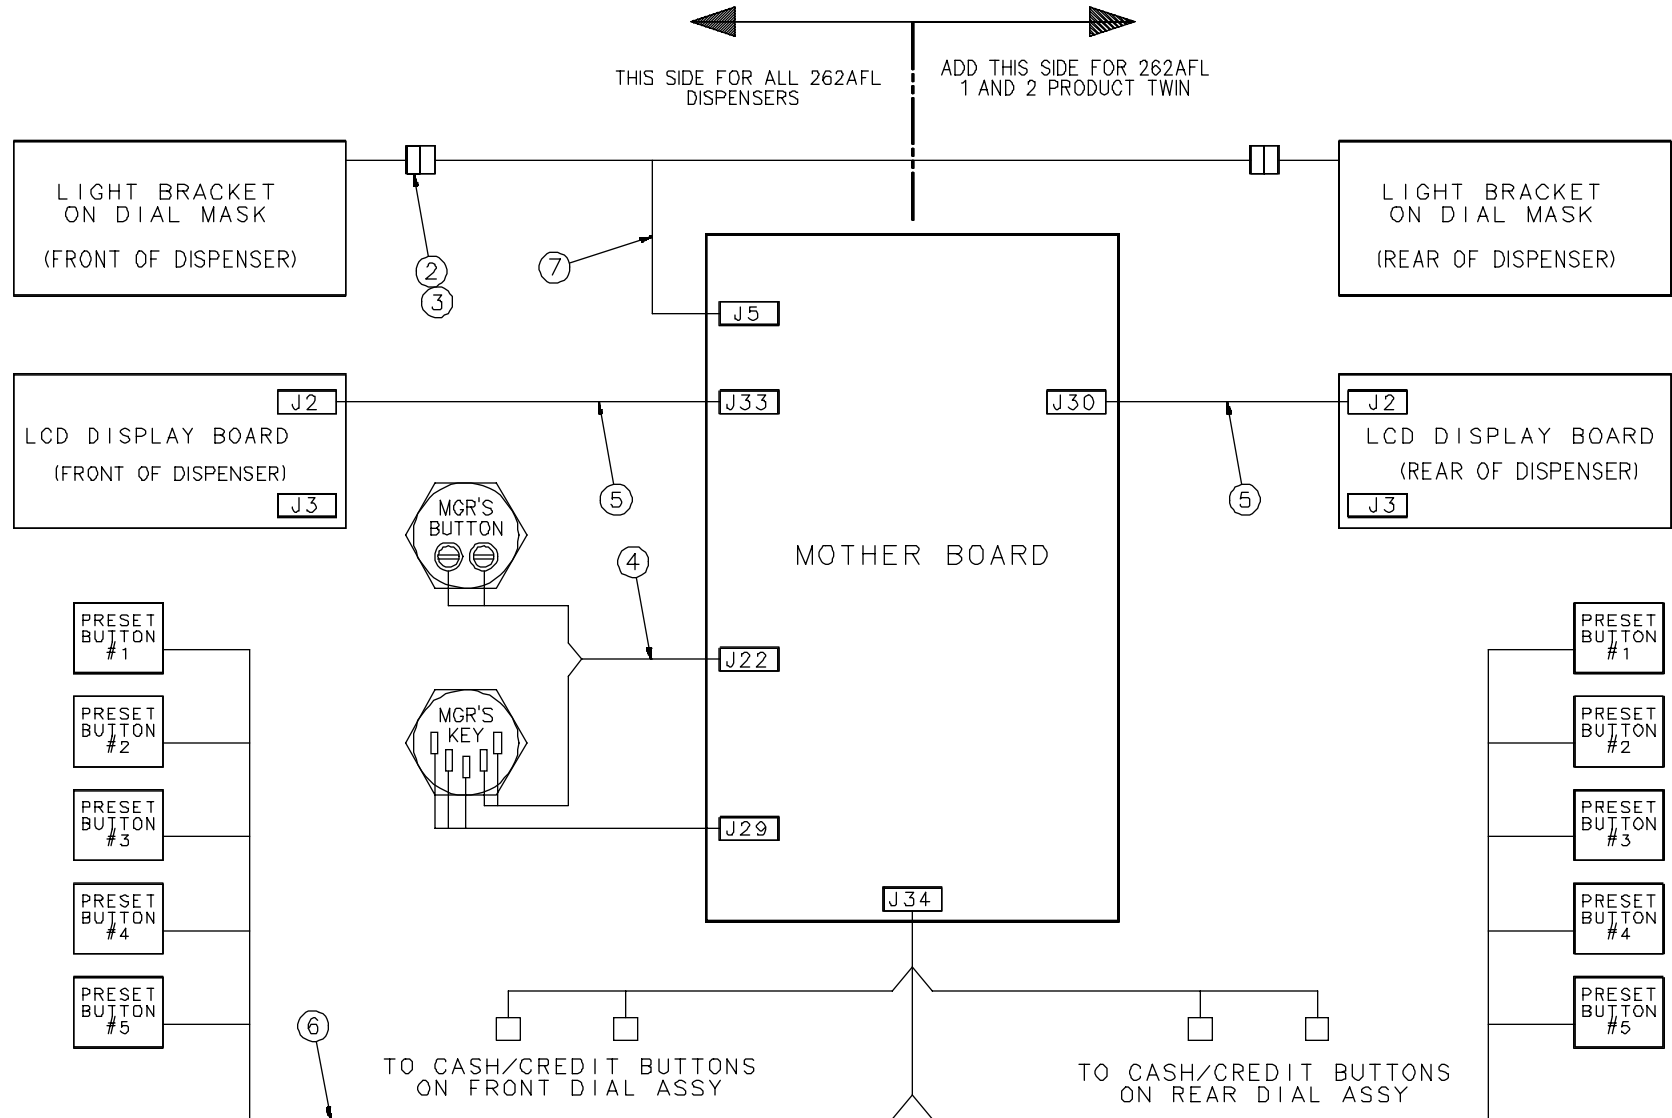 THIS SIDE FOR ALL 262AFL
DISPENSERS
ADD THIS SIDE FOR 262AFL
1 AND 2 PRODUCT TWIN
LIGHT BRACKET
ON DIAL MASK
(FRONT OF DISPENSER)
2
3
7
LIGHT BRACKET
ON DIAL MASK
(REAR OF DISPENSER)
J5
J2
LCD DISPLAY BOARD
(FRONT OF DISPENSER)
J3
5
J33
J30
5
J2
LCD DISPLAY BOARD
(REAR OF DISPENSER)
J3
MGR'S
BUTTON
4
MOTHER BOARD
J22
MGR'S
KEY
J29
J34
PRESET
BUTTON
#1
PRESET
BUTTON
#2
PRESET
BUTTON
#3
PRESET
BUTTON
#4
PRESET
BUTTON
#5
PRESET
BUTTON
#1
PRESET
BUTTON
#2
PRESET
BUTTON
#3
PRESET
BUTTON
#4
PRESET
BUTTON
#5
6
TO CASH/CREDIT BUTTONS
ON FRONT DIAL ASSY
TO CASH/CREDIT BUTTONS
ON REAR DIAL ASSY